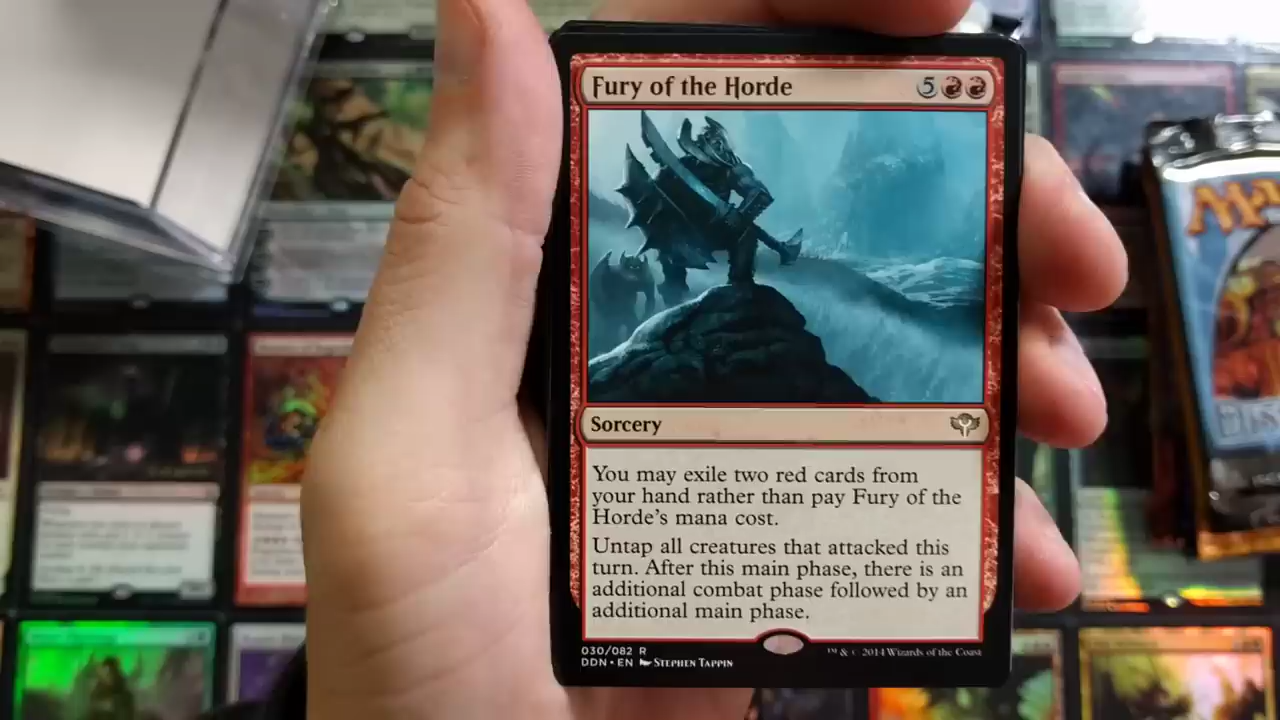 Fury of the Horde 5
Sorcery
You may exile two red cards from
your hand rather than pay Fury of the
Horde's mana cost.
Untap all creatures that attacked this
turn. After this main phase, there is an
additional combat phase followed by an
additional main phase.
030/082 R
DDN • EN Stephen Tappin
™ & © 2014 Wizards of the Coast